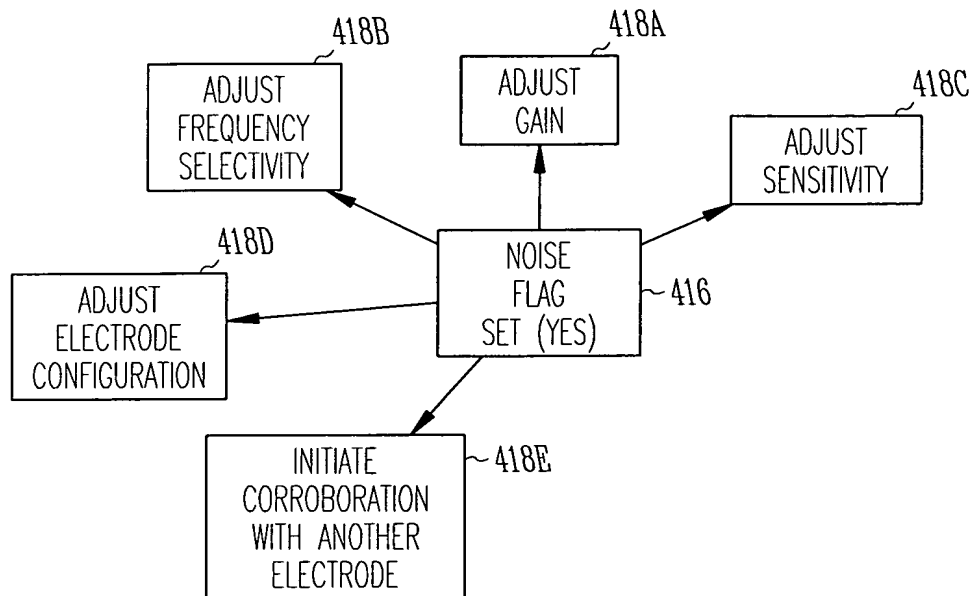 418B
ADJUST
FREQUENCY
SELECTIVITY
418A
ADJUST
GAIN
418C
ADJUST
SENSITIVITY
418D
ADJUST
ELECTRODE
CONFIGURATION
NOISE
FLAG
SET (YES)
416
INITIATE
CORROBORATION
WITH ANOTHER
ELECTRODE
418E